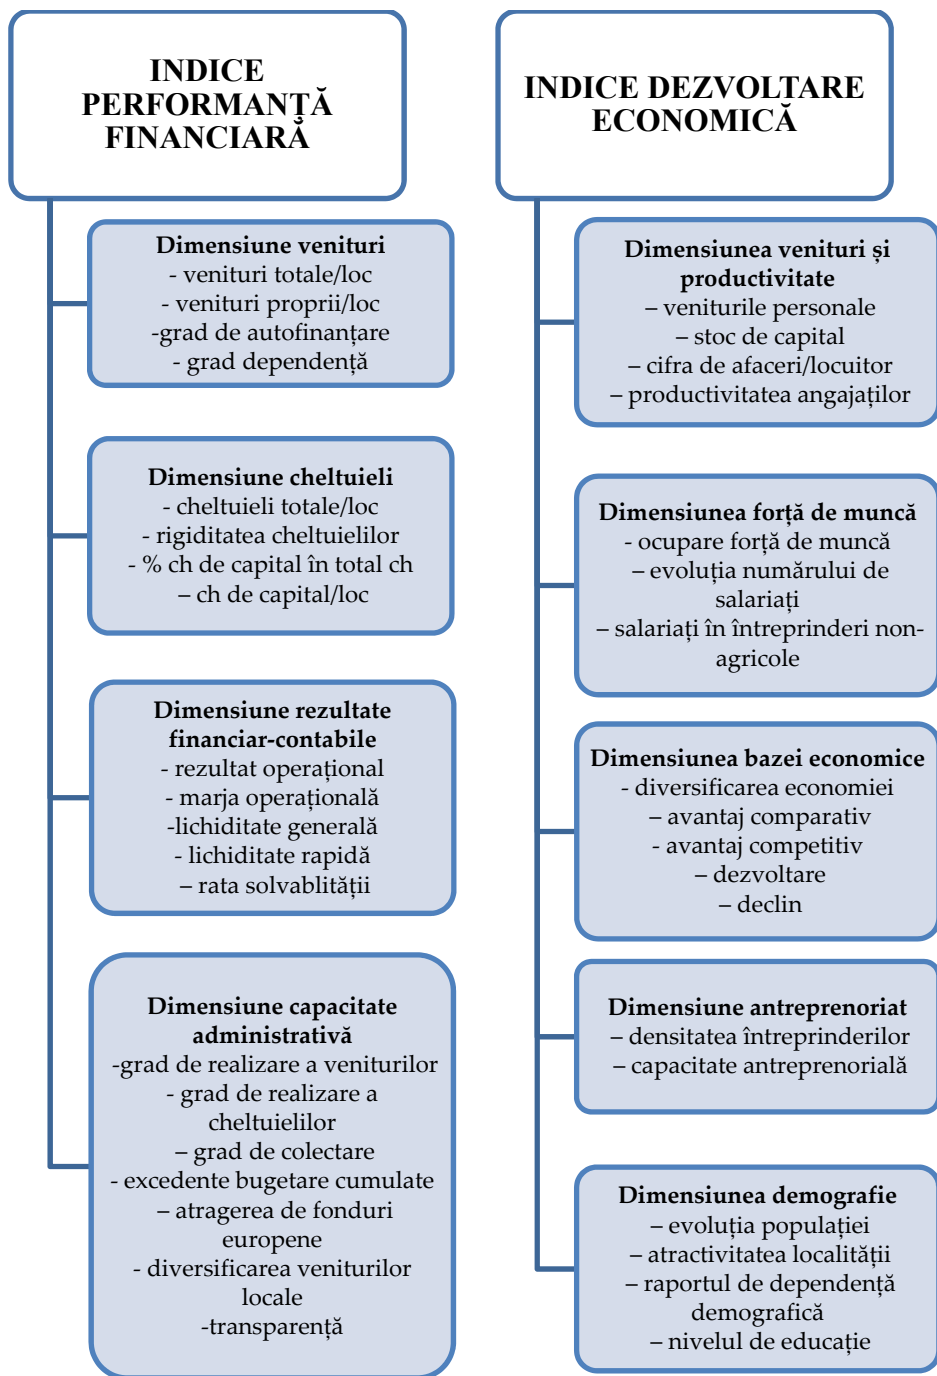 INDICE
PERFORMANȚĂ
FINANCIARĂ
Dimensiune venituri
- venituri totale/loc
- venituri proprii/loc
-grad de autofinanțare
- grad dependență
Dimensiune cheltuieli
- cheltuieli totale/loc
- rigiditatea cheltuielilor
- % ch de capital în total ch
– ch de capital/loc
Dimensiune rezultate
financiar-contabile
- rezultat operațional
- marja operațională
-lichiditate generală
- lichiditate rapidă
– rata solvablității
Dimensiune capacitate
administrativă
-grad de realizare a veniturilor
- grad de realizare a
cheltuielilor
– grad de colectare
- excedente bugetare cumulate
– atragerea de fonduri
europene
- diversificarea veniturilor
locale
-transparență
INDICE DEZVOLTARE
ECONOMICĂ
Dimensiunea venituri și
productivitate
– veniturile personale
– stoc de capital
– cifra de afaceri/locuitor
– productivitatea angajaților
Dimensiunea forță de muncă
- ocupare forță de muncă
– evoluția numărului de
salariați
– salariați în întreprinderi non-
agricole
Dimensiunea bazei economice
- diversificarea economiei
– avantaj comparativ
- avantaj competitiv
– dezvoltare
– declin
Dimensiune antreprenoriat
– densitatea întreprinderilor
– capacitate antreprenorială
Dimensiunea demografie
– evoluția populației
– atractivitatea localității
– raportul de dependență
demografică
– nivelul de educație